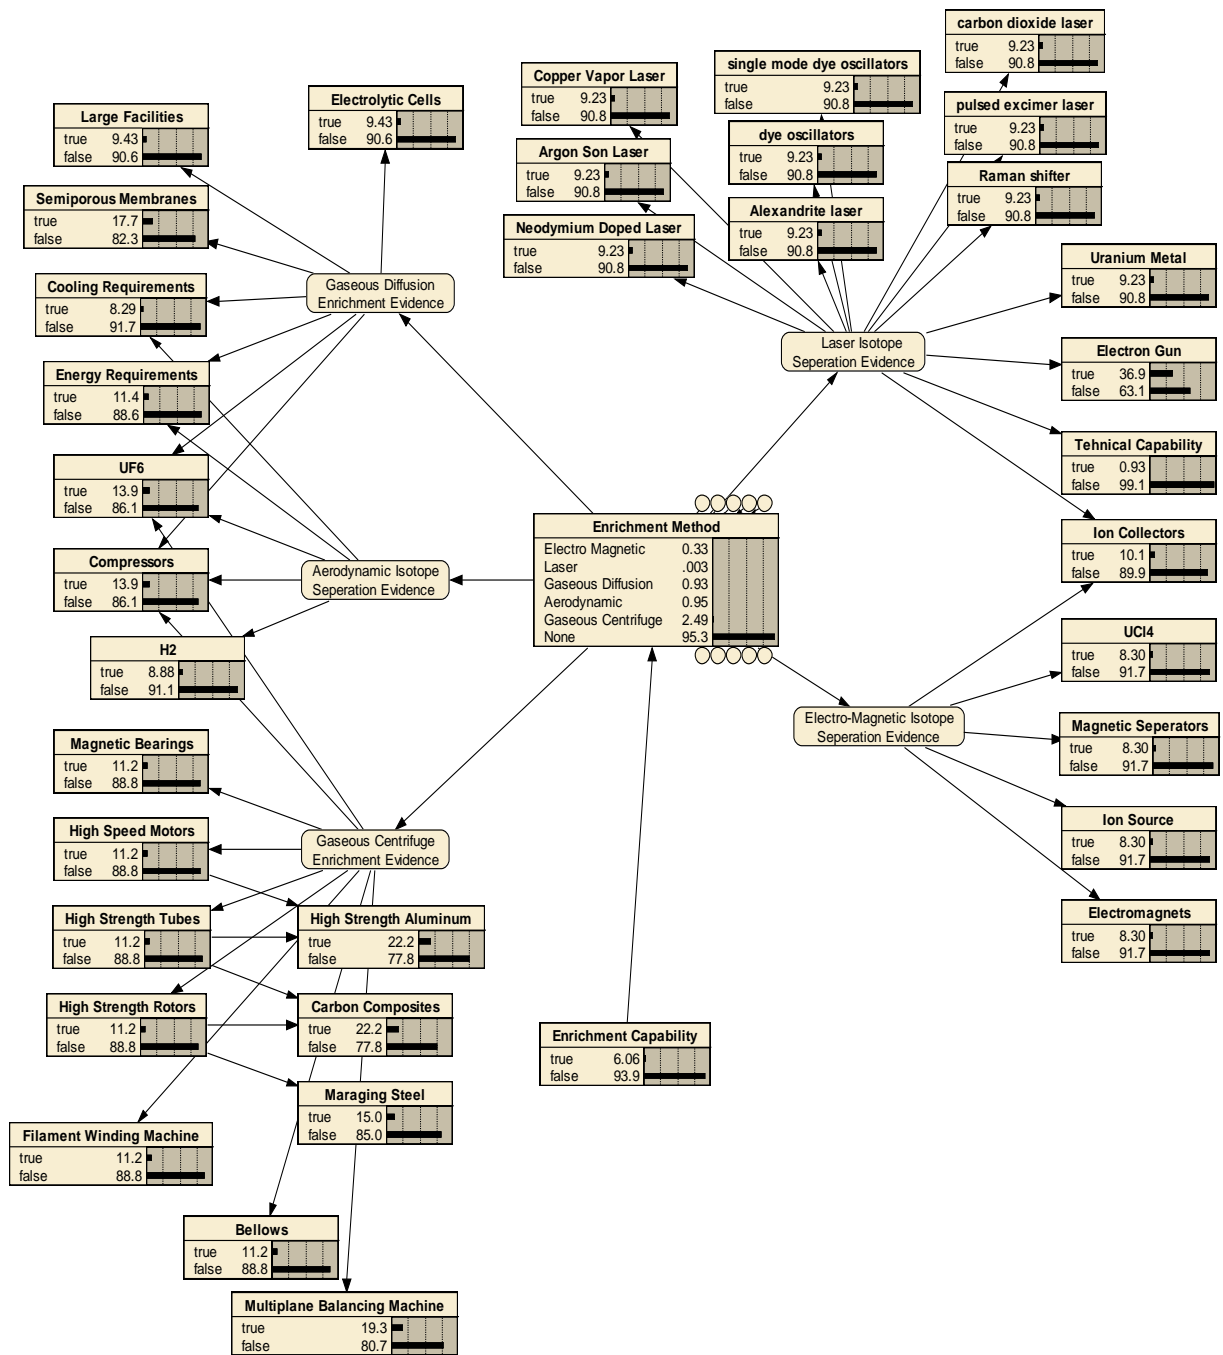 carbon dioxide laser
true 9.23
false 90.8
single mode dye oscillators
true 9.23
false 90.8
Copper Vapor Laser
true 9.23
false 90.8
Electrolytic Cells
true 9.43
false 90.6
pulsed excimer laser
true 9.23
false 90.8
Large Facilities
true 9.43
false 90.6
dye oscillators
true 9.23
false 90.8
Argon Son Laser
true 9.23
false 90.8
Raman shifter
true 9.23
false 90.8
Semiporous Membranes
true 17.7
false 82.3
Alexandrite laser
true 9.23
false 90.8
Neodymium Doped Laser
true 9.23
false 90.8
Uranium Metal
true 9.23
false 90.8
Cooling Requirements
true 8.29
false 91.7
Gaseous Diffusion
Enrichment Evidence
Laser Isotope
Seperation Evidence
Electron Gun
true 36.9
false 63.1
Energy Requirements
true 11.4
false 88.6
Tehnical Capability
true 0.93
false 99.1
UF6
true 13.9
false 86.1
Enrichment Method
Electro Magnetic 0.33
Laser .003
Gaseous Diffusion 0.93
Aerodynamic 0.95
Gaseous Centrifuge 2.49
None 95.3
Ion Collectors
true 10.1
false 89.9
Compressors
true 13.9
false 86.1
Aerodynamic Isotope
Seperation Evidence
UCl4
true 8.30
false 91.7
H2
true 8.88
false 91.1
Electro-Magnetic Isotope
Seperation Evidence
Magnetic Seperators
true 8.30
false 91.7
Magnetic Bearings
true 11.2
false 88.8
Ion Source
true 8.30
false 91.7
High Speed Motors
true 11.2
false 88.8
Gaseous Centrifuge
Enrichment Evidence
Electromagnets
true 8.30
false 91.7
High Strength Tubes
true 11.2
false 88.8
High Strength Aluminum
true 22.2
false 77.8
High Strength Rotors
true 11.2
false 88.8
Carbon Composites
true 22.2
false 77.8
Enrichment Capability
true 6.06
false 93.9
Maraging Steel
true 15.0
false 85.0
Filament Winding Machine
true 11.2
false 88.8
Bellows
true 11.2
false 88.8
Multiplane Balancing Machine
true 19.3
false 80.7